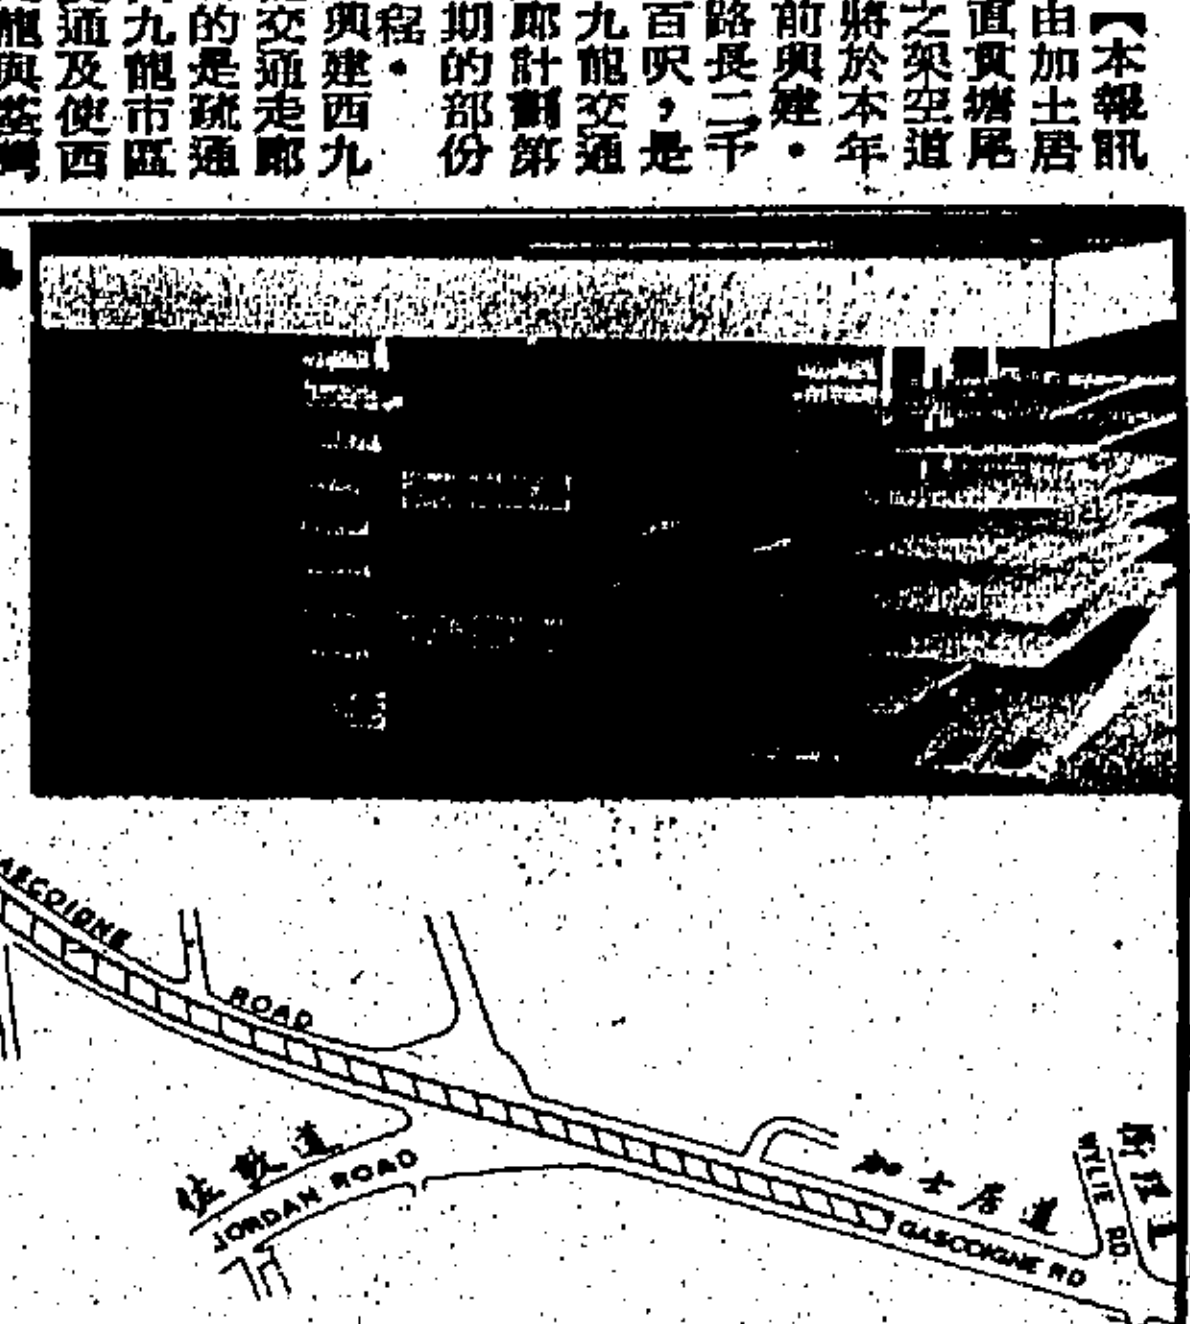 【本報訊
由加士居
直貫塘尾
之架空道
將於本年
前興建．
路長二千
百呎，是
九龍交通
廊計劃第
期的部份
程．
興建西九
交通走廊
的是疏通
九龍市區
通及使西
龍與荃灣
GASCOIGNE
ROAD
佐敦道
JORDAN ROAD
加士居道
GASCOIGNE RD
WYLIE RD